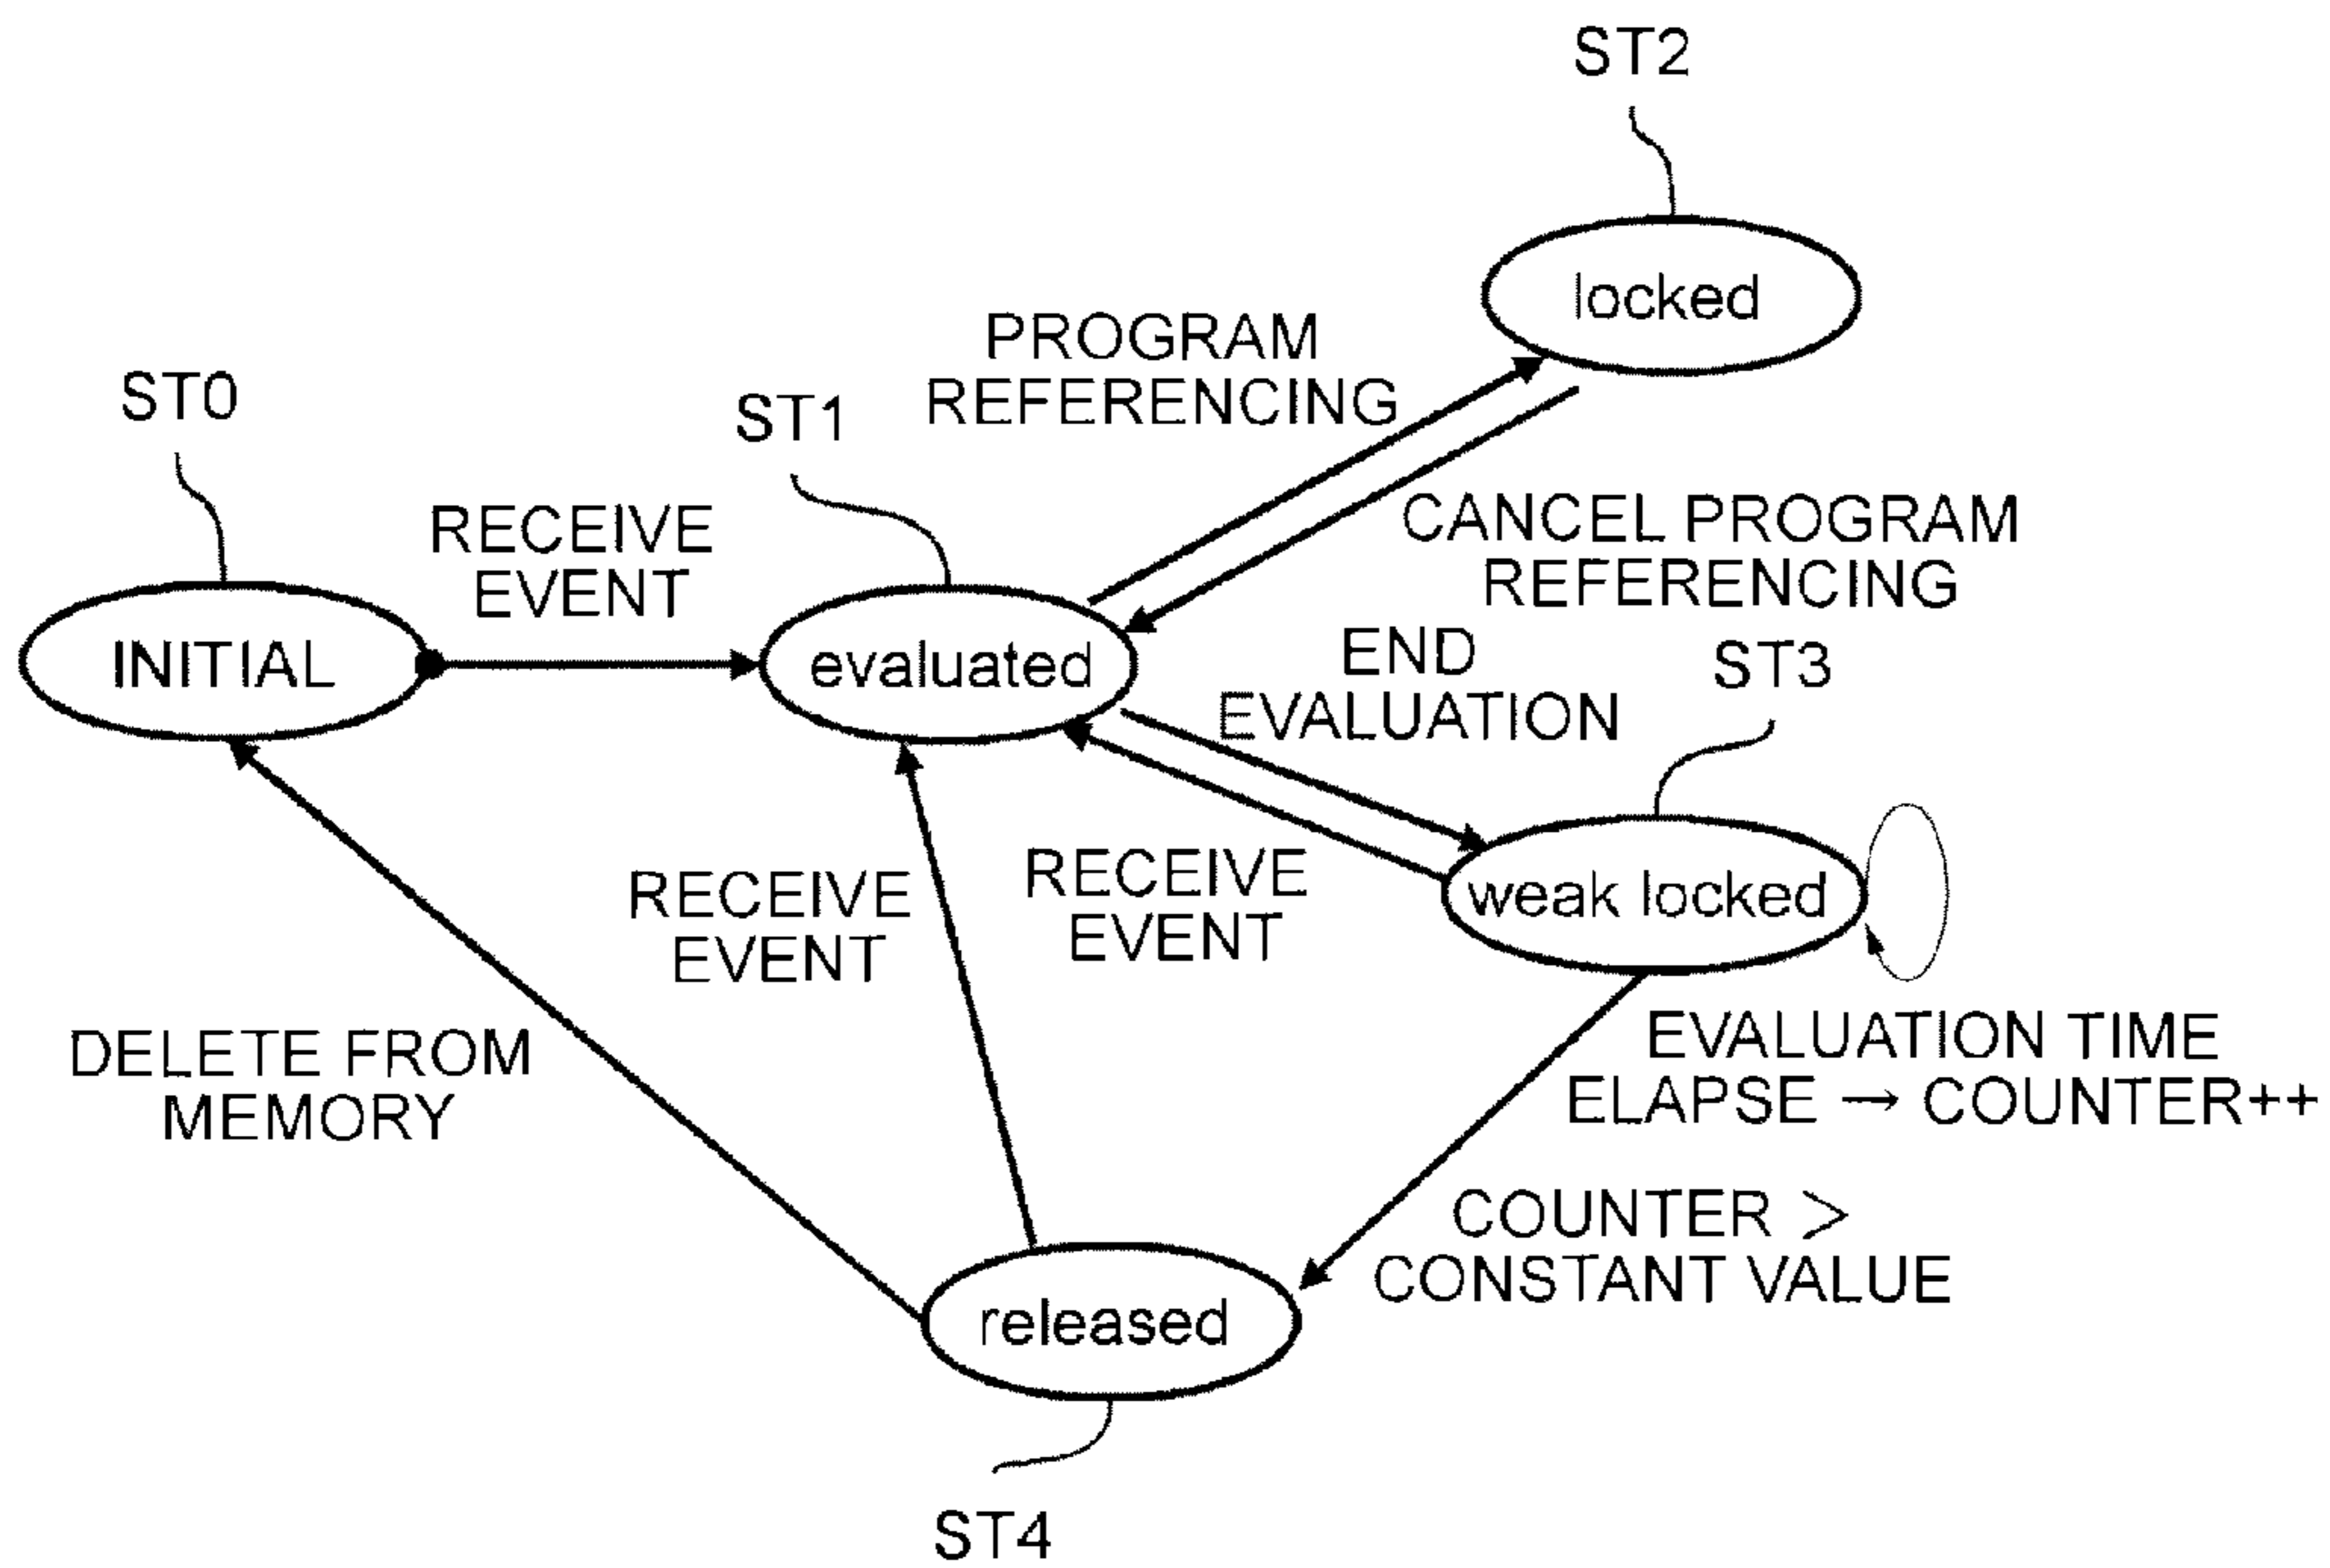 ST2
locked
PROGRAM
REFERENCING
ST0
ST1
RECEIVE
EVENT
CANCEL PROGRAM
REFERENCING
INITIAL
evaluated
END
EVALUATION
ST3
RECEIVE
EVENT
RECEIVE
EVENT
weak locked
DELETE FROM
MEMORY
EVALUATION TIME
ELAPSE → COUNTER++
COUNTER >
CONSTANT VALUE
released
ST4